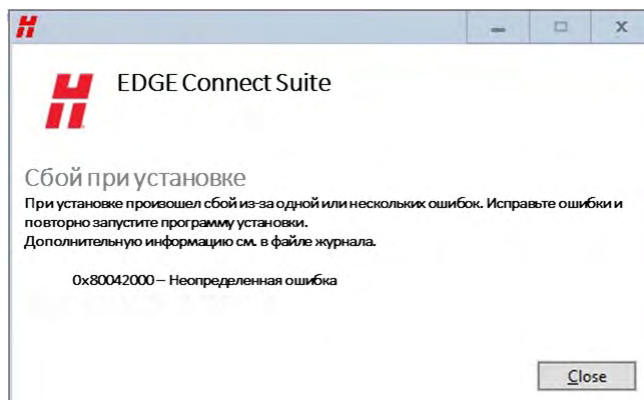 EDGE Connect Suite
Сбой при установке
При установке произошел сбой из-за одной или нескольких ошибок. Исправьте ошибки и
повторно запустите программу установки.
Дополнительную информацию см. в файле журнала.
0x80042000 – Неопределенная ошибка
Close